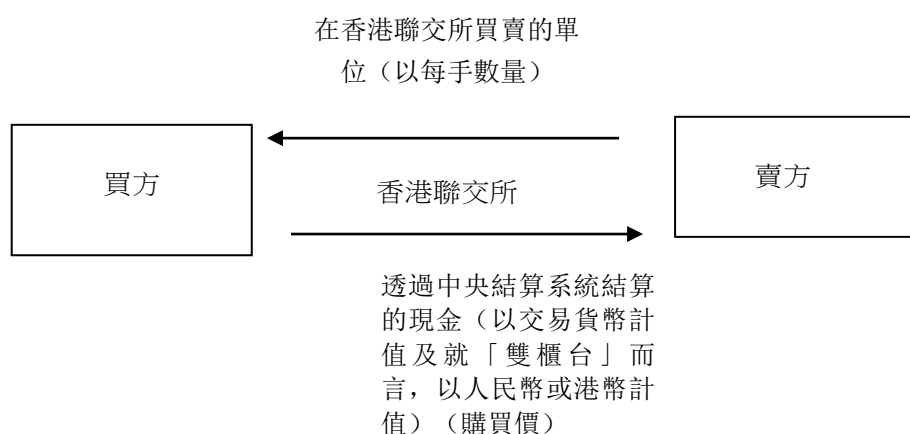 在香港聯交所買賣的單
位（以每手數量）
買方
香港聯交所
賣方
透過中央結算系統結算
的現金（以交易貨幣計
值及就「雙櫃台」而
言，以人民幣或港幣計
值）（購買價）